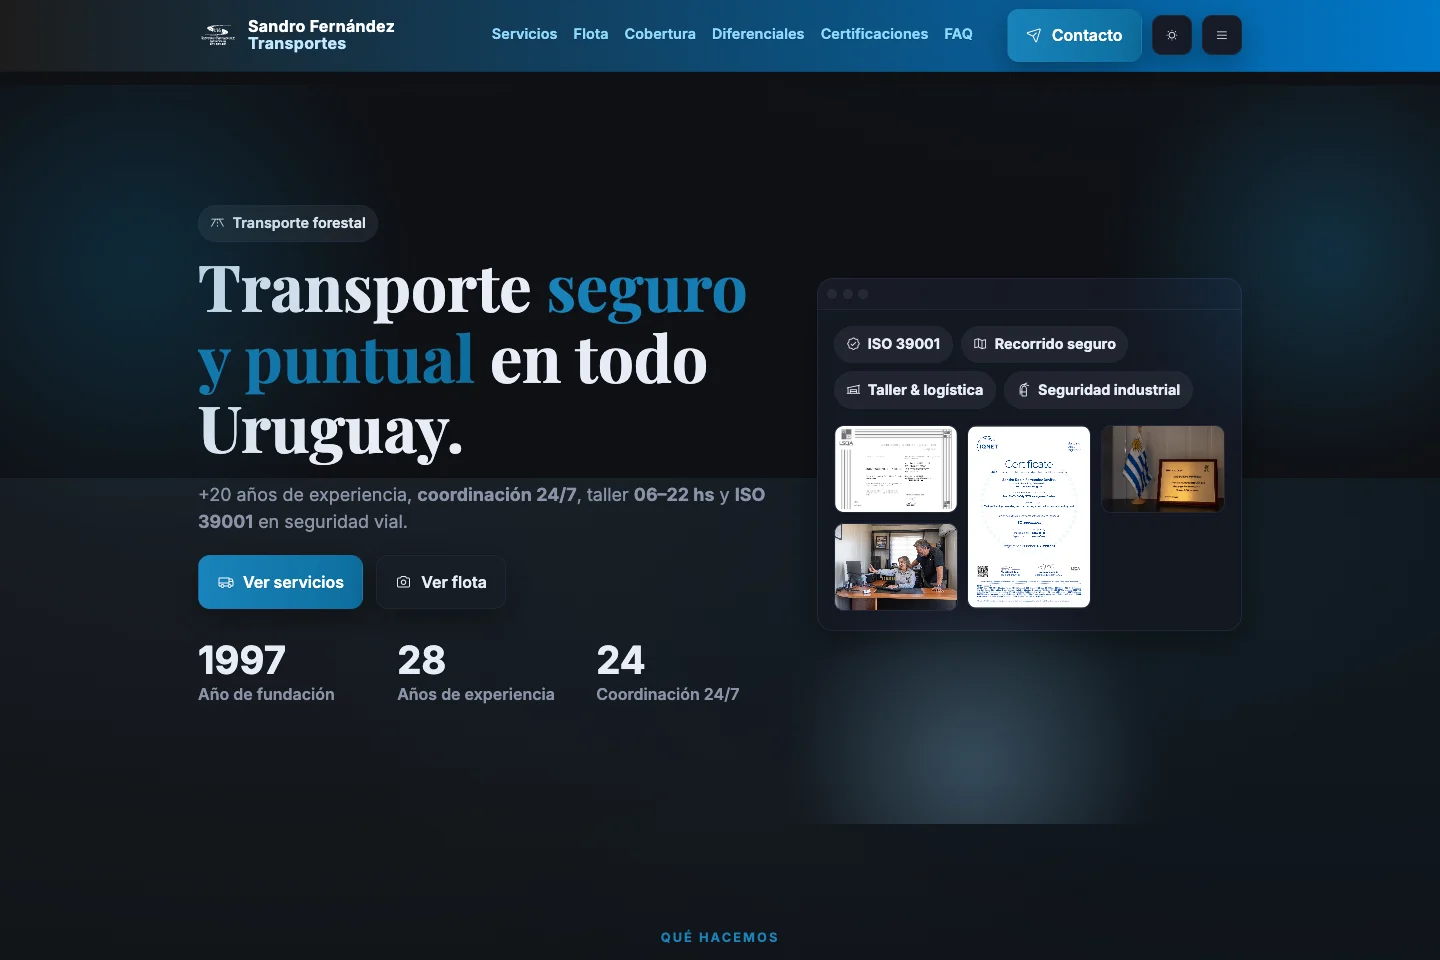 Sandro Fernández
Transportes
Servicios
Flota
Cobertura
Diferenciales
Certificaciones
FAQ
Contacto
Transporte forestal
Transporte seguro
y puntual en todo
Uruguay.
+20 años de experiencia, coordinación 24/7, taller 06–22 hs y ISO
39001 en seguridad vial.
Ver servicios
Ver flota
1997
Año de fundación
28
Años de experiencia
24
Coordinación 24/7
ISO 39001
Recorrido seguro
Taller & logística
Seguridad industrial
LSQA
IQNET
Certificate
QUÉ HACEMOS